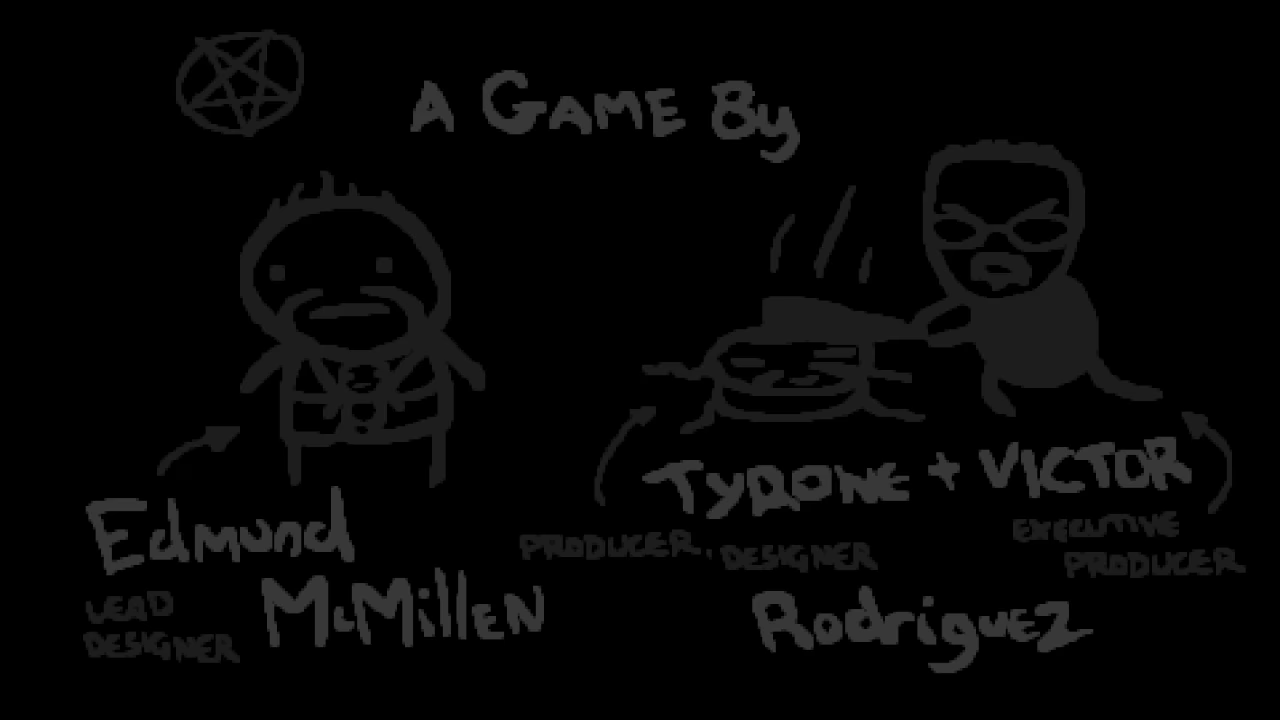 A GAME By
Edmund
McMillEN
LEAD
DESIGNER
TYRONE + VICTOR
PRODUCER, DESIGNER
EXECUTIVE
PRODUCER
RodriguEZ